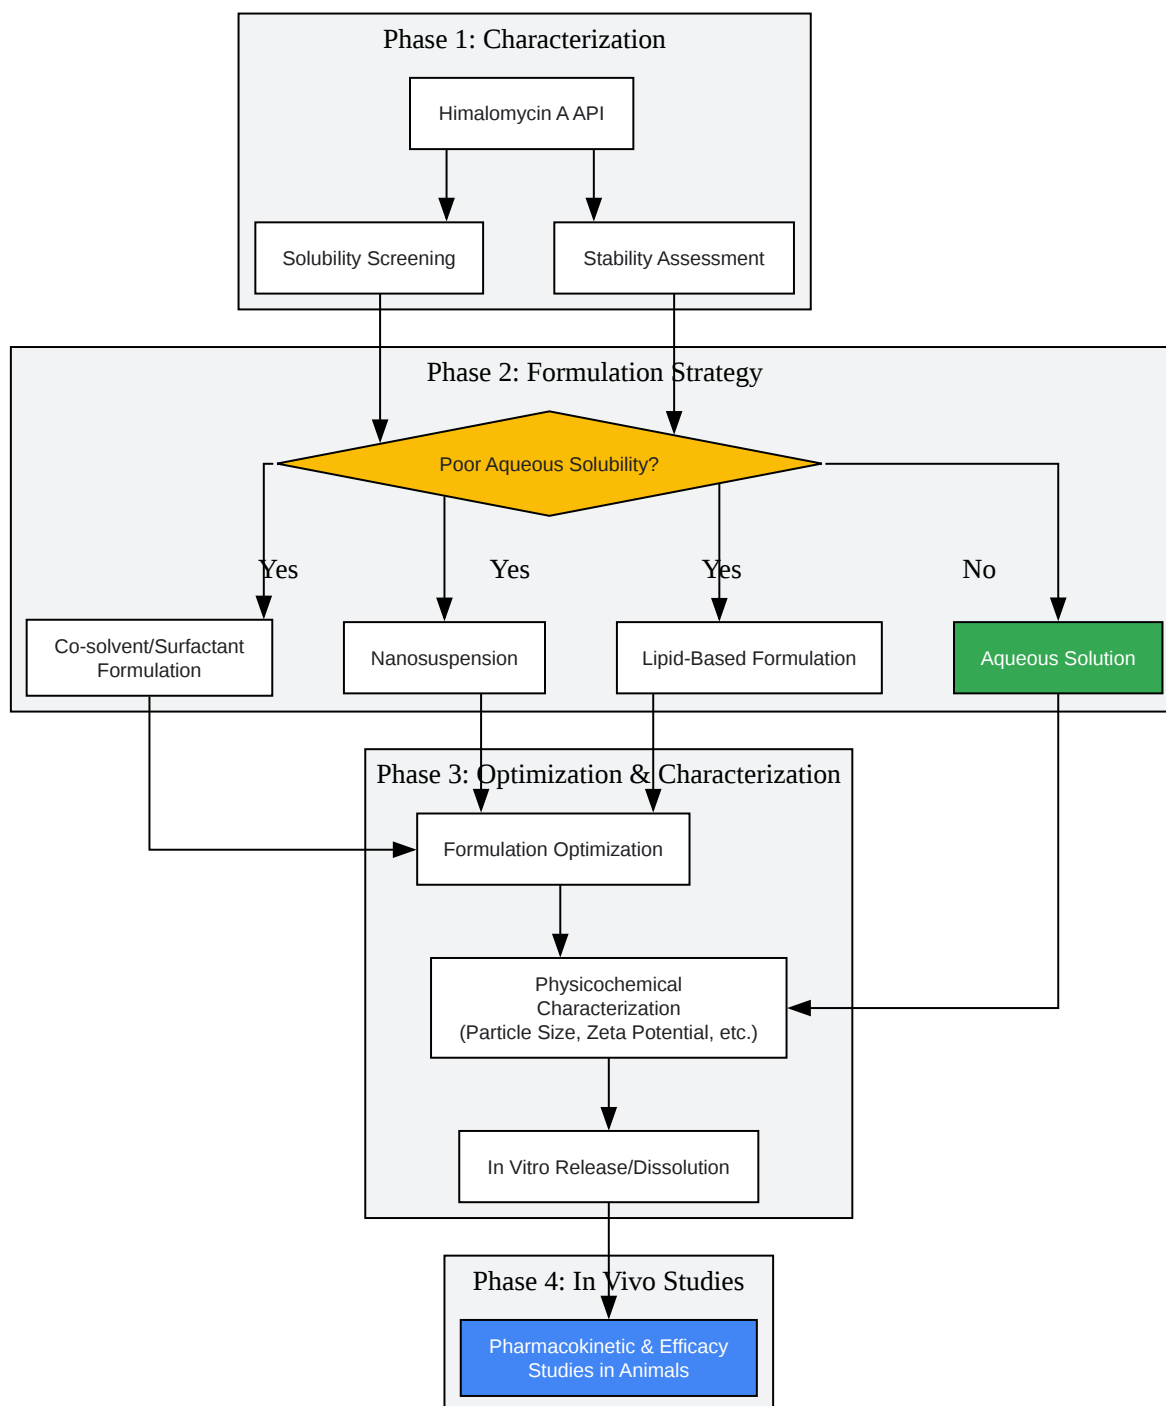 Phase 1: Characterization
Himalomycin A API
Solubility Screening
Stability Assessment
Phase 2: Formulation Strategy
Poor Aqueous Solubility?
Yes
Yes
Yes
No
Co-solvent/Surfactant
Formulation
Nanosuspension
Lipid-Based Formulation
Aqueous Solution
Phase 3: Optimization & Characterization
Formulation Optimization
Physicochemical
Characterization
(Particle Size, Zeta Potential, etc.)
In Vitro Release/Dissolution
Phase 4: In Vivo Studies
Pharmacokinetic & Efficacy
Studies in Animals